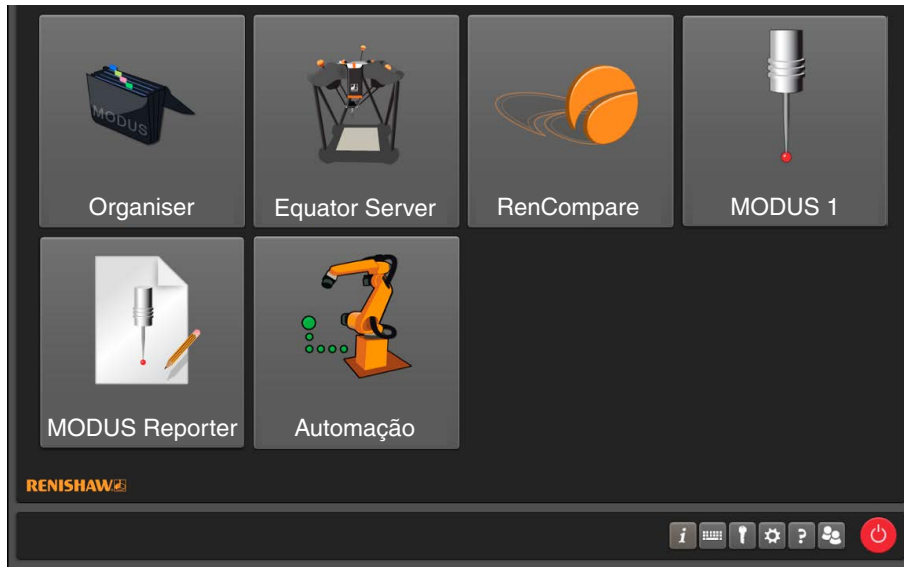 MODUS
Organiser
Equator Server
RenCompare
MODUS 1
MODUS Reporter
Automação
RENISHAW
i
?